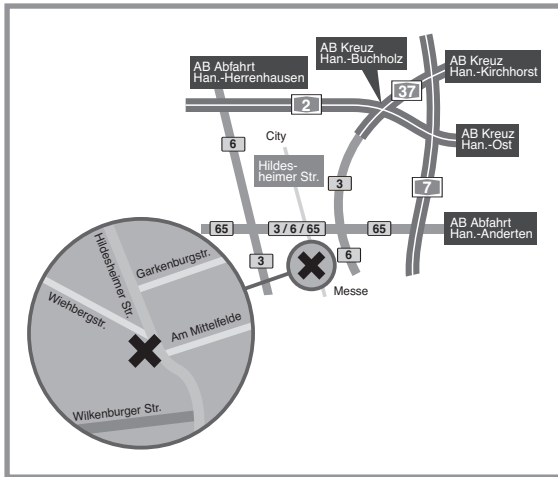 AB Kreuz
Han.-Buchholz
AB Abfahrt
Han.-Herrenhausen
AB Kreuz
Han.-Kirchhorst
37
2
AB Kreuz
Han.-Ost
City
6
Hildes-
heimer Str.
3
7
65
3 / 6 / 65
65
AB Abfahrt
Han.-Anderten
3
6
Messe
Hildesheimer Str.
Garkenburgstr.
Wiehbergstr.
Am Mittelfelde
Wilkenburger Str.